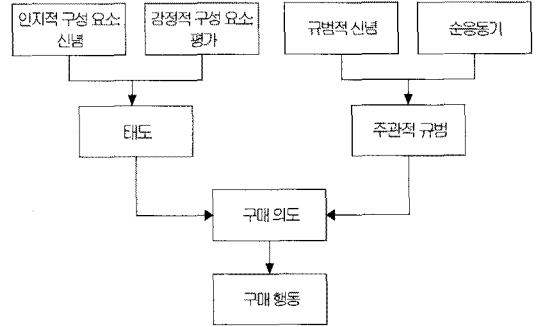 인지적 구성 요소
신념
감정적 구성 요소
평가
규범적 신념
순응동기
태도
주관적 규범
구매 의도
구매 행동